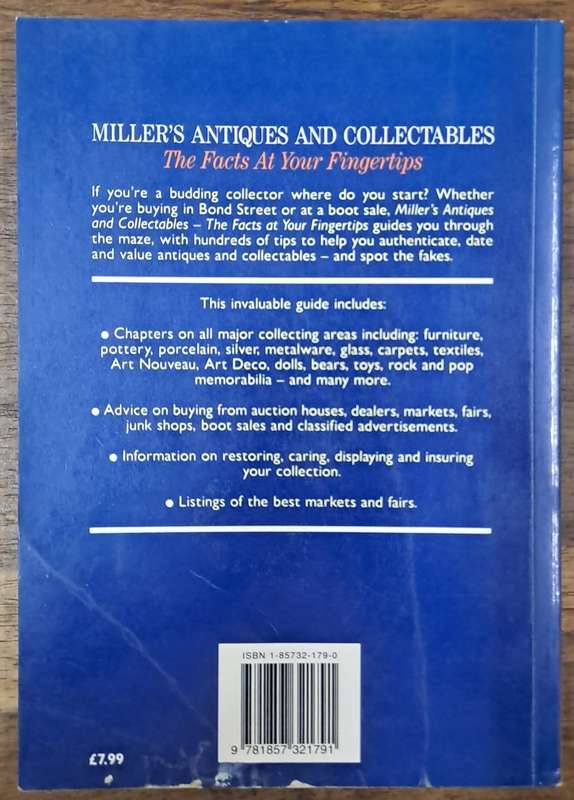 MILLER'S ANTIQUES AND COLLECTABLES
The Facts At Your Fingertips
If you're a budding collector where do you start? Whether
you're buying in Bond Street or at a boot sale, Miller's Antiques
and Collectables – The Facts at Your Fingertips guides you through
the maze, with hundreds of tips to help you authenticate, date
and value antiques and collectables – and spot the fakes.
This invaluable guide includes:
● Chapters on all major collecting areas including: furniture,
pottery, porcelain, silver, metalware, glass, carpets, textiles,
Art Nouveau, Art Deco, dolls, bears, toys, rock and pop
memorabilia – and many more.
● Advice on buying from auction houses, dealers, markets, fairs,
junk shops, boot sales and classified advertisements.
● Information on restoring, caring, displaying and insuring
your collection.
● Listings of the best markets and fairs.
ISBN 1-85732-179-0
9 781857 321791
£7.99